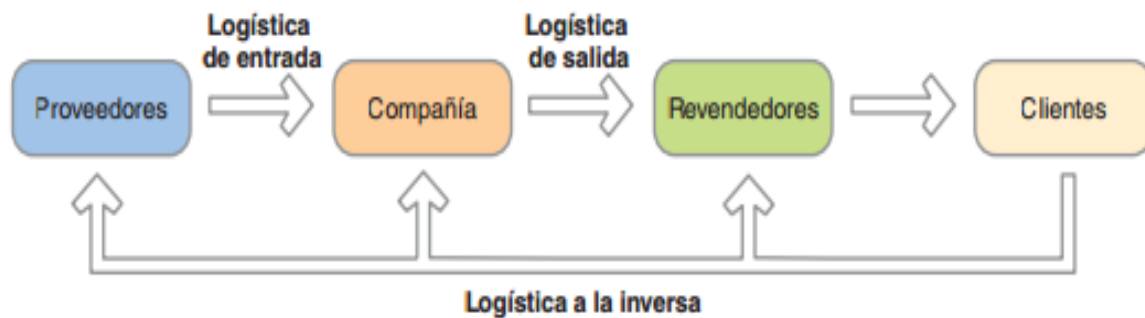 Logística
de entrada
Logística
de salida
Proveedores
Compañía
Revendedores
Clientes
Logística a la inversa